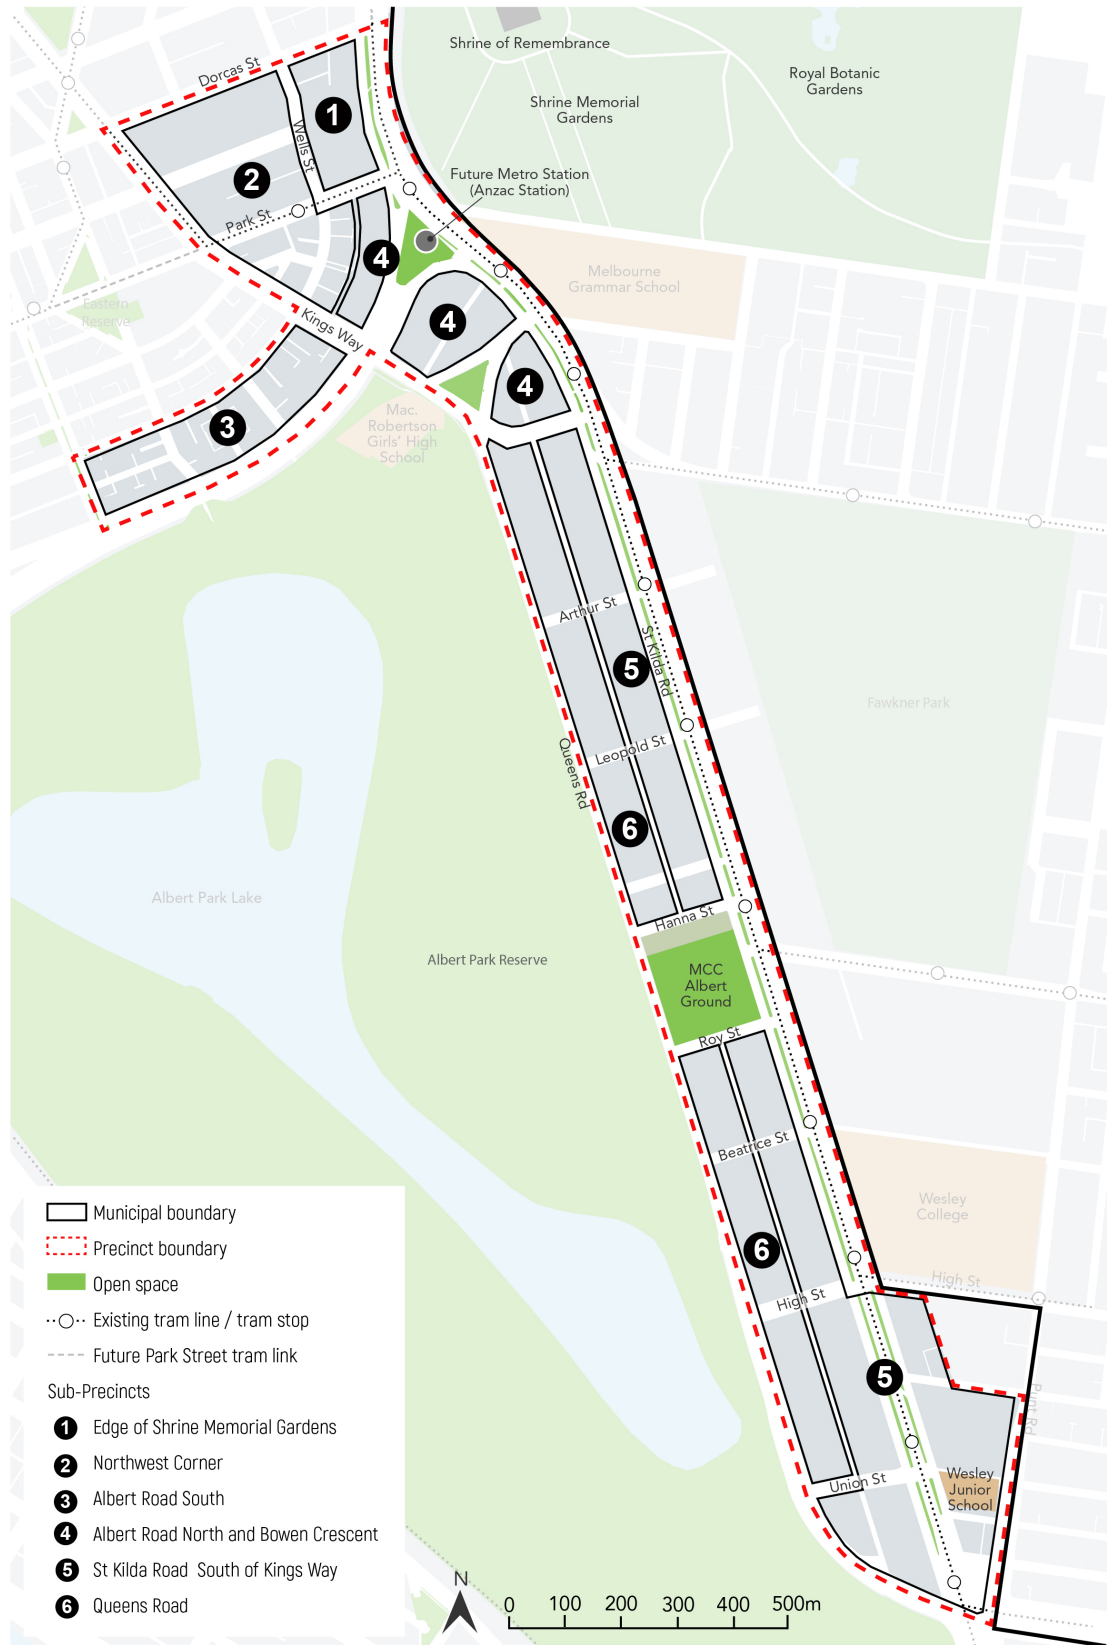 Shrine of Remembrance
Dorcas St
Royal Botanic
Gardens
Shrine Memorial
Gardens
1
Wells St
2
Future Metro Station
(Anzac Station)
Park St
4
Melbourne
Grammar School
Eastern
Reserve
Kings Way
4
4
3
Mac.
Robertson
Girls' High
School
Arthur St
St Kilda Rd
5
Fawkner Park
Leopold St
Queens Rd
6
Albert Park Lake
Hanna St
Albert Park Reserve
MCC
Albert
Ground
Roy St
Beatrice St
Wesley
College
6
High St
High St
5
Punt Rd
Union St
Wesley
Junior
School
Municipal boundary
Precinct boundary
Open space
Existing tram line / tram stop
Future Park Street tram link
Sub-Precincts
1 Edge of Shrine Memorial Gardens
2 Northwest Corner
3 Albert Road South
4 Albert Road North and Bowen Crescent
5 St Kilda Road South of Kings Way
6 Queens Road
N
0 100 200 300 400 500m